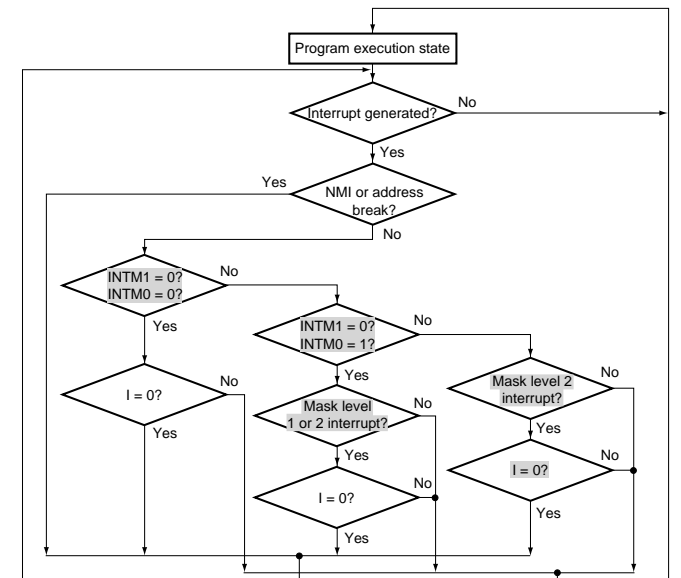 Program execution state
Interrupt generated?
No
Yes
Yes
NMI or address
break?
No
INTM1 = 0?
INTM0 = 0?
No
Yes
INTM1 = 0?
INTM0 = 1?
No
Yes
I = 0?
No
Yes
Mask level
1 or 2 interrupt?
No
Yes
Mask level 2
interrupt?
No
Yes
I = 0?
No
Yes
I = 0?
No
Yes